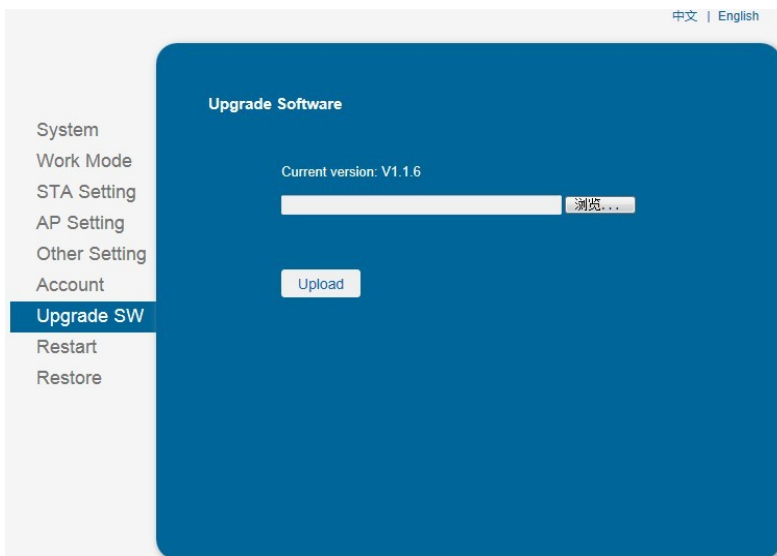 中文 | English
Upgrade Software
System
Work Mode
STA Setting
AP Setting
Other Setting
Account
Upgrade SW
Restart
Restore
Current version: V1.1.6
浏览...
Upload